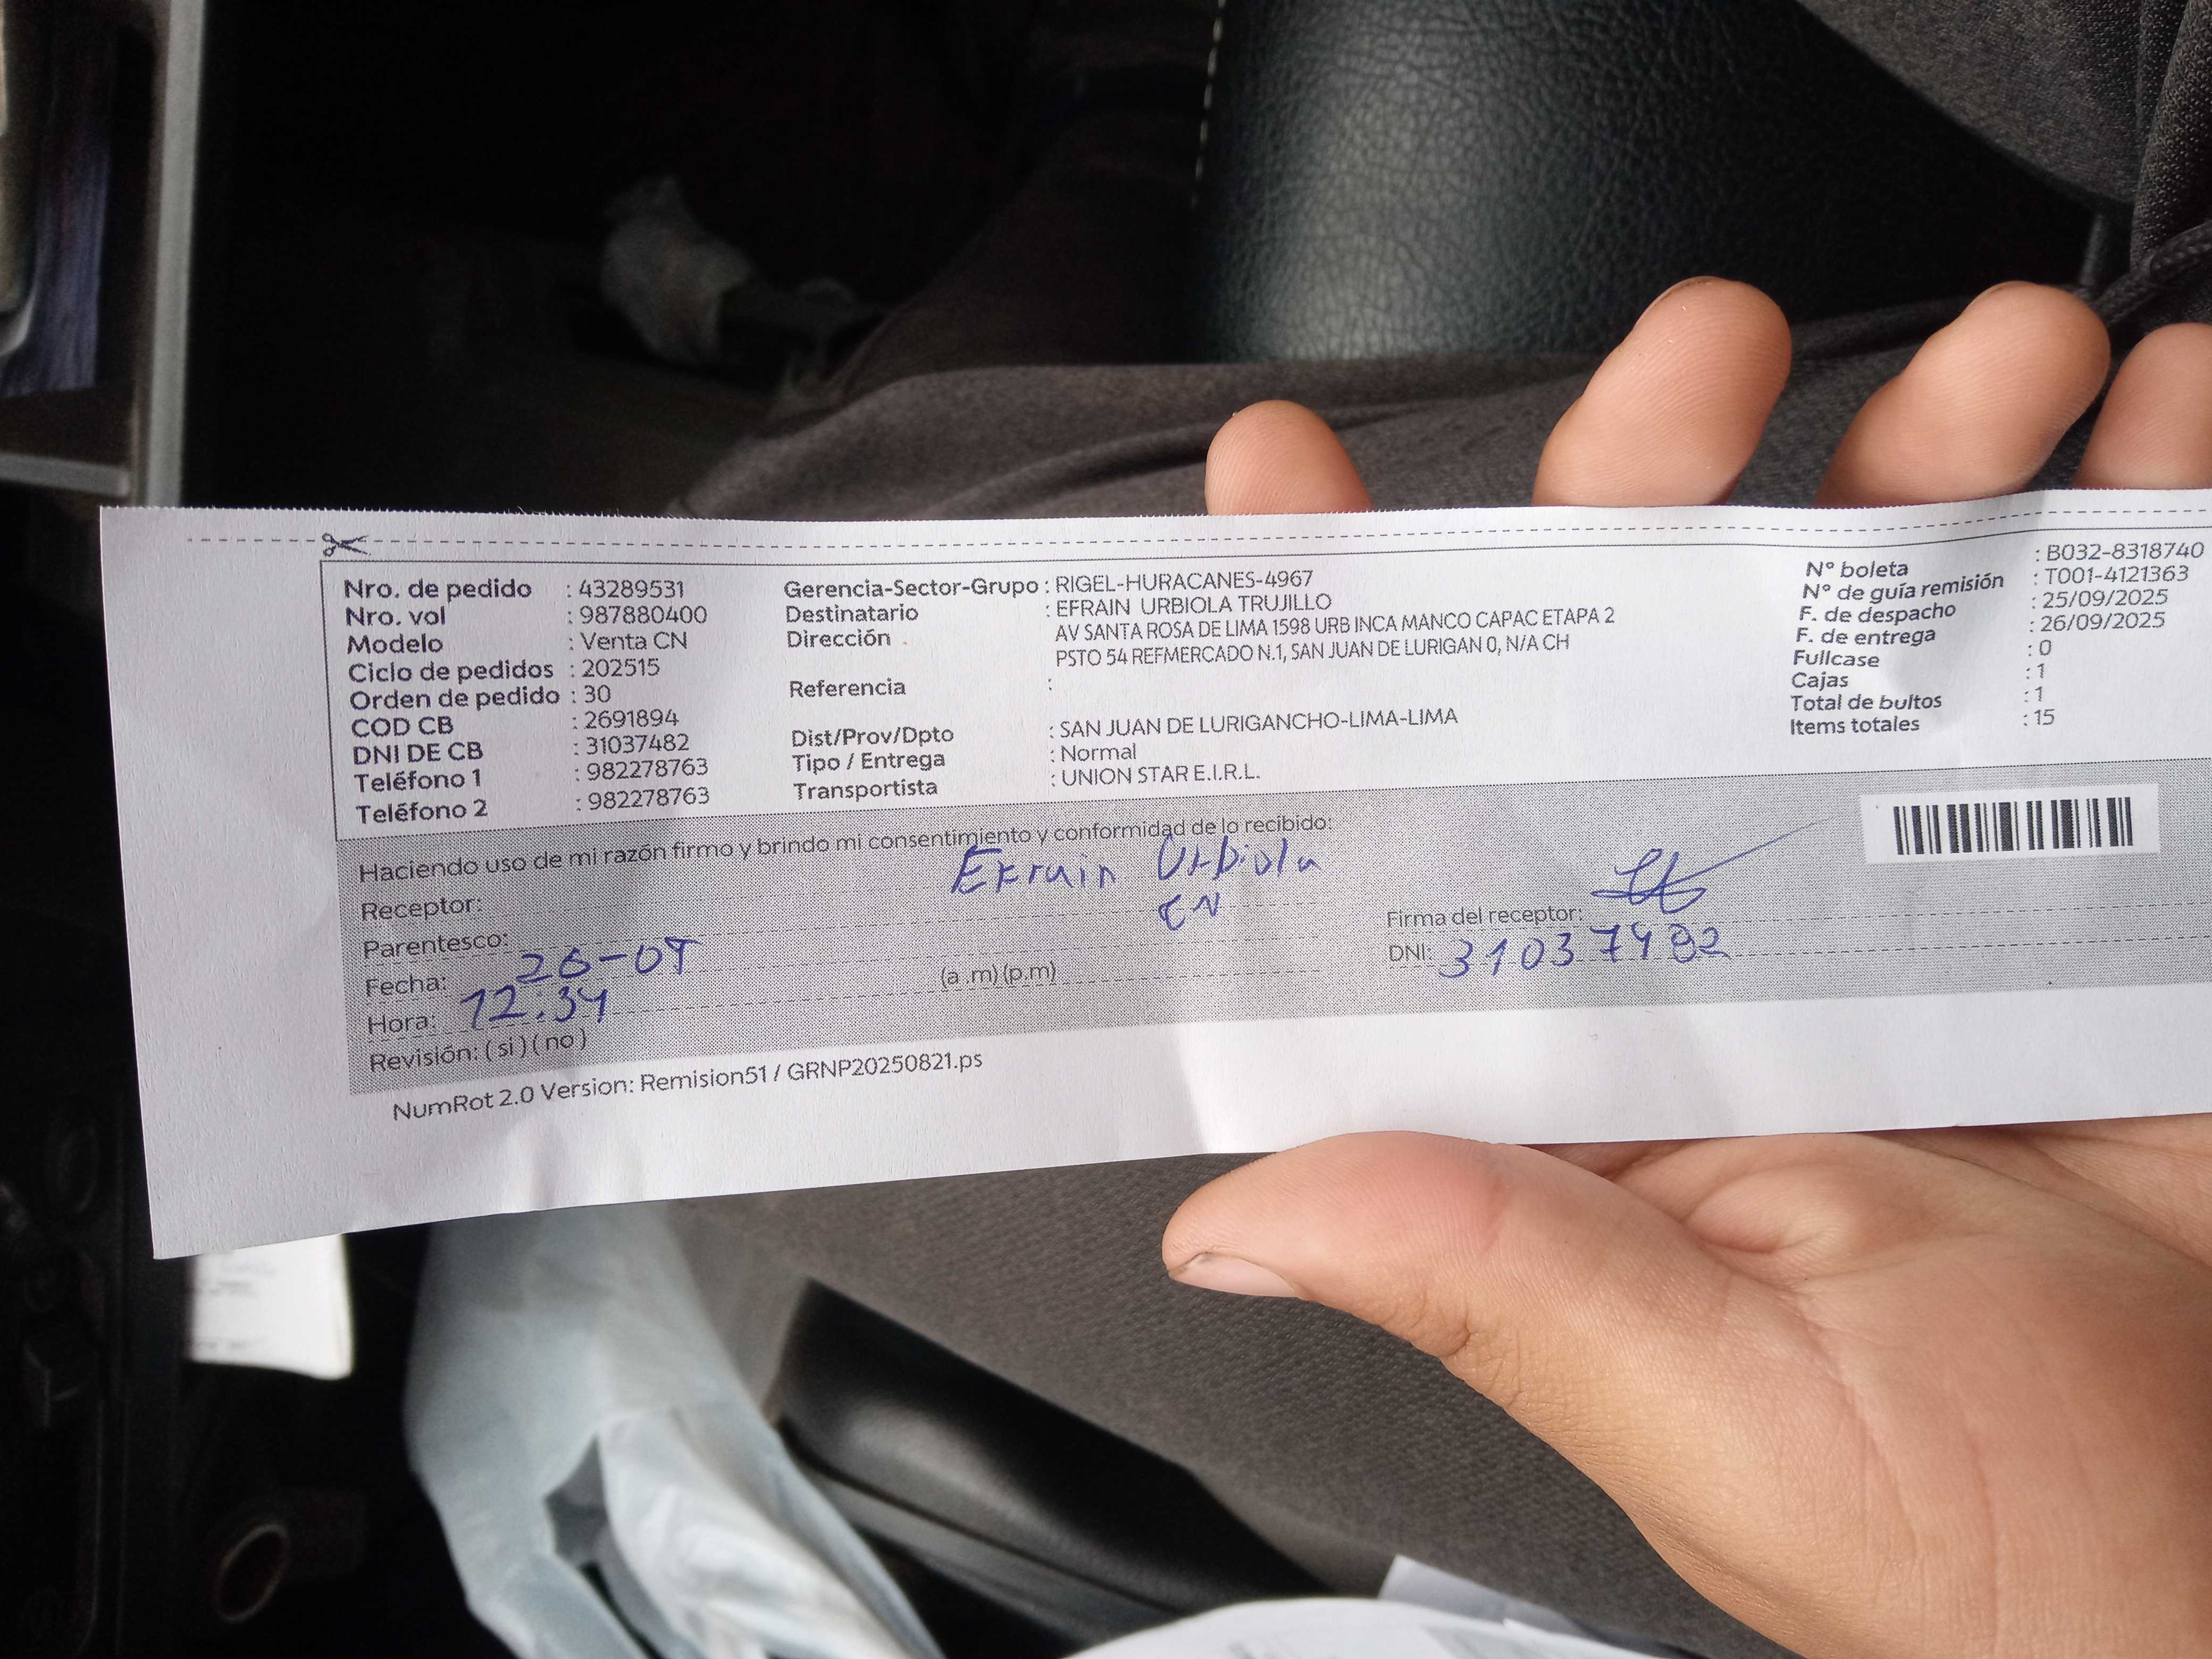 Nro. de pedido : 43289531
Nro. vol : 987880400
Modelo : Venta CN
Ciclo de pedidos : 202515
Orden de pedido : 30
COD CB : 2691894
DNI DE CB : 31037482
Teléfono 1 : 982278763
Teléfono 2 : 982278763
Gerencia-Sector-Grupo : RIGEL-HURACANES-4967
Destinatario : EFRAIN URBIOLA TRUJILLO
Dirección AV SANTA ROSA DE LIMA 1598 URB INCA MANCO CAPAC ETAPA 2
PSTO 54 REFMERCADO N.1, SAN JUAN DE LURIGAN 0, N/A CH
Referencia :
Dist/Prov/Dpto : SAN JUAN DE LURIGANCHO-LIMA-LIMA
Tipo / Entrega : Normal
Transportista : UNION STAR E.I.R.L.
N° boleta : B032-8318740
N° de guía remisión : T001-4121363
F. de despacho : 25/09/2025
F. de entrega : 26/09/2025
Fullcase : 0
Cajas : 1
Total de bultos : 1
Items totales : 15
Haciendo uso de mi razón firmo y brindo mi consentimiento y conformidad de lo recibido:
Receptor: Efrain Urbiola
Parentesco: CN
Firma del receptor:
Fecha: 26-09
DNI: 31037482
Hora: 12:34 (a .m) (p.m)
Revisión: ( si ) ( no )
NumRot 2.0 Version: Remision51 / GRNP20250821.ps